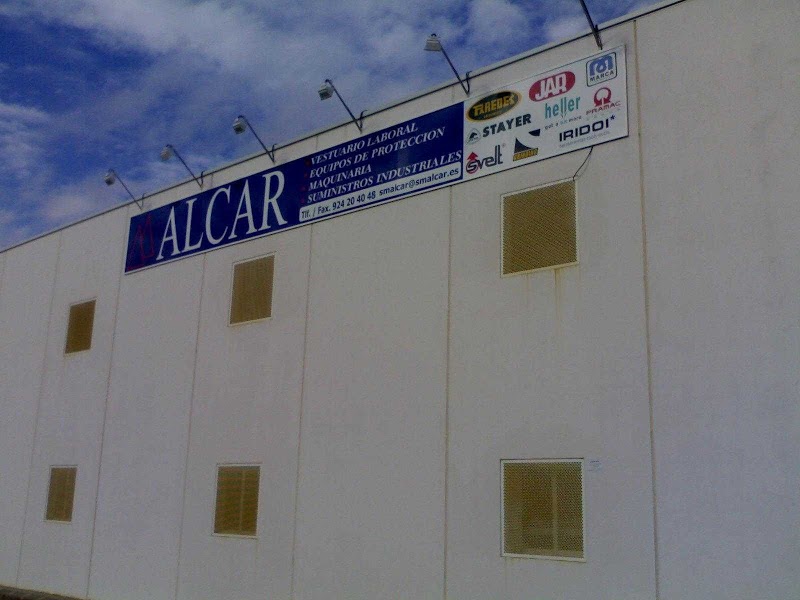 ALCAR
VESTUARIO LABORAL
EQUIPOS DE PROTECCION
MAQUINARIA
SUMINISTROS INDUSTRIALES
Tlf. / Fax. 924 20 40 48 smalcar@smalcar.es
JAR
MARCA
STAYER
heller
PRAMAC
Svelt
IRIDOI*